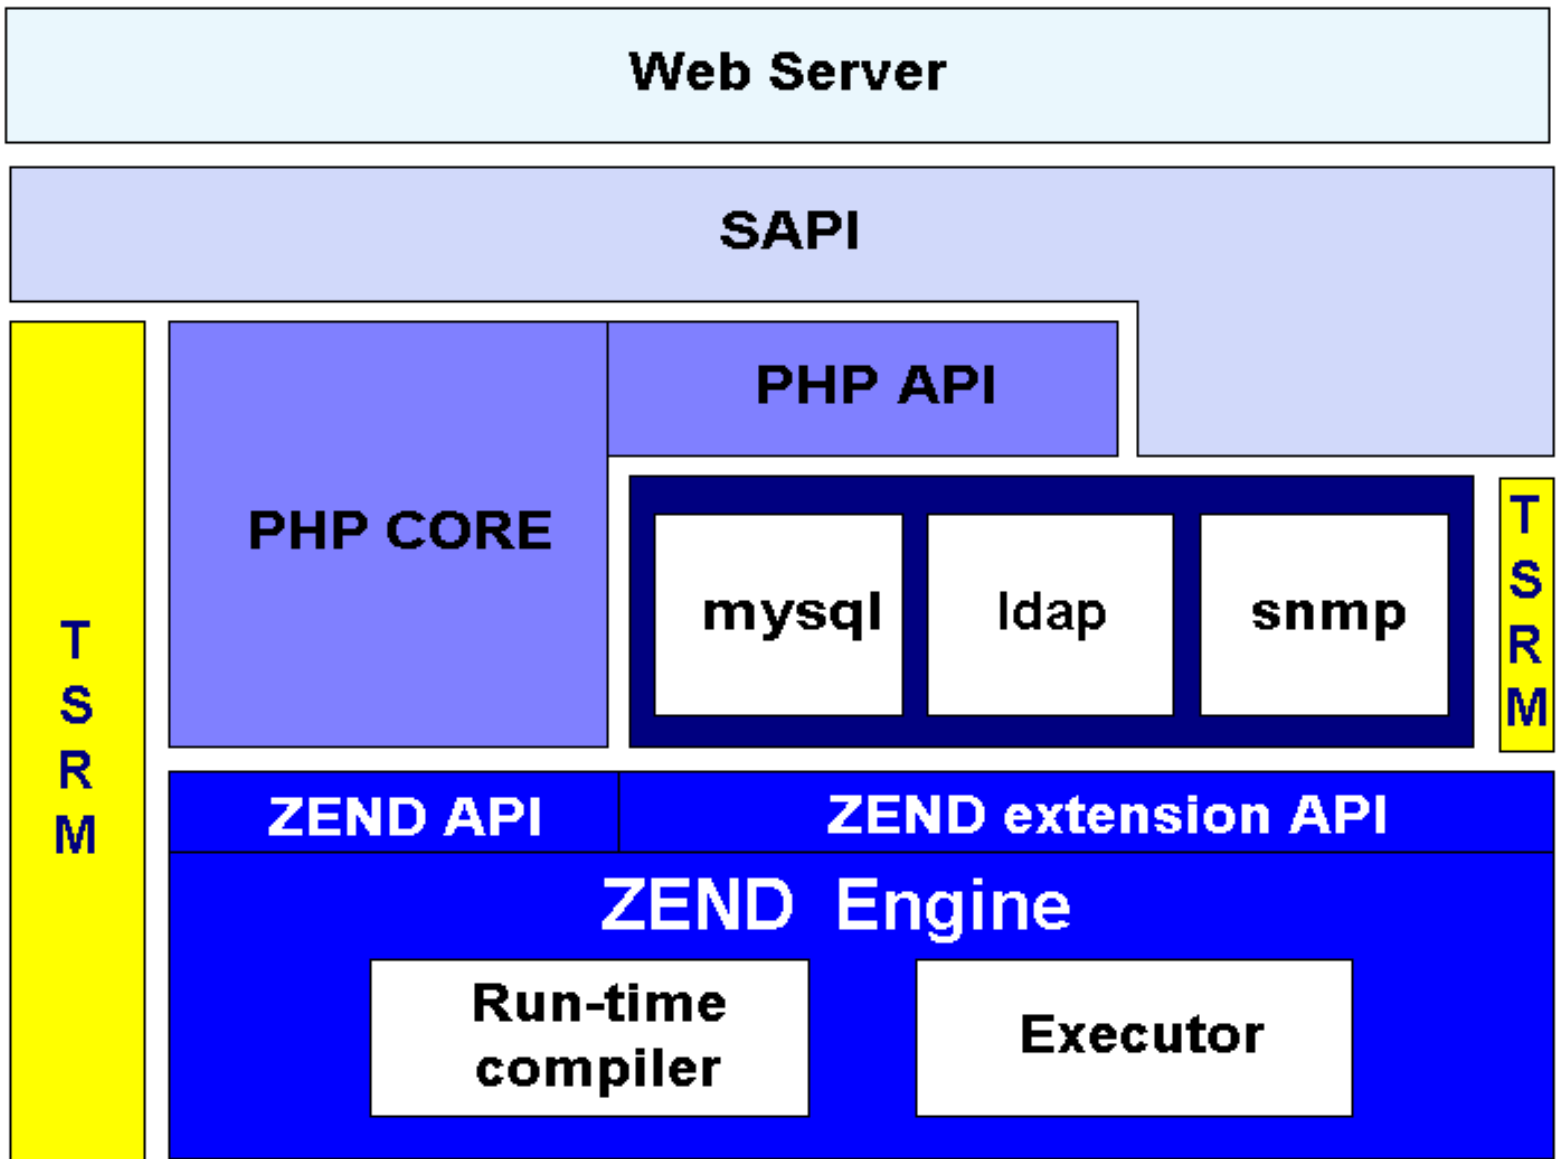 Web Server
SAPI
PHP API
PHP CORE
mysql
ldap
snmp
T
S
R
M
T
S
R
M
ZEND API
ZEND extension API
ZEND Engine
Run-time
compiler
Executor